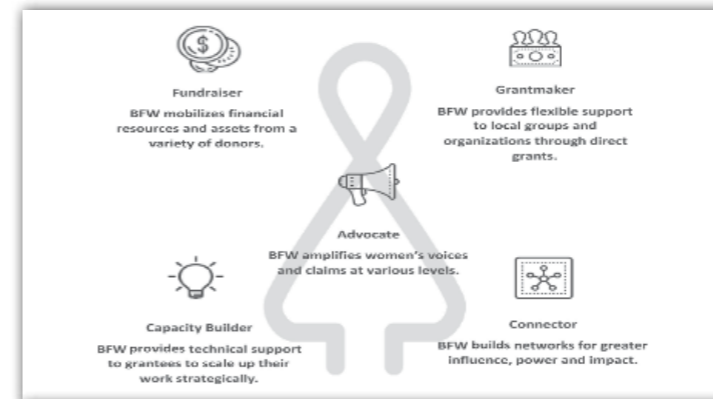 Fundraiser
BFW mobilizes financial
resources and assets from a
variety of donors.
Grantmaker
BFW provides flexible support
to local groups and
organizations through direct
grants.
Advocate
BFW amplifies women's voices
and claims at various levels.
Capacity Builder
BFW provides technical support
to grantees to scale up their
work strategically.
Connector
BFW builds networks for greater
influence, power and impact.